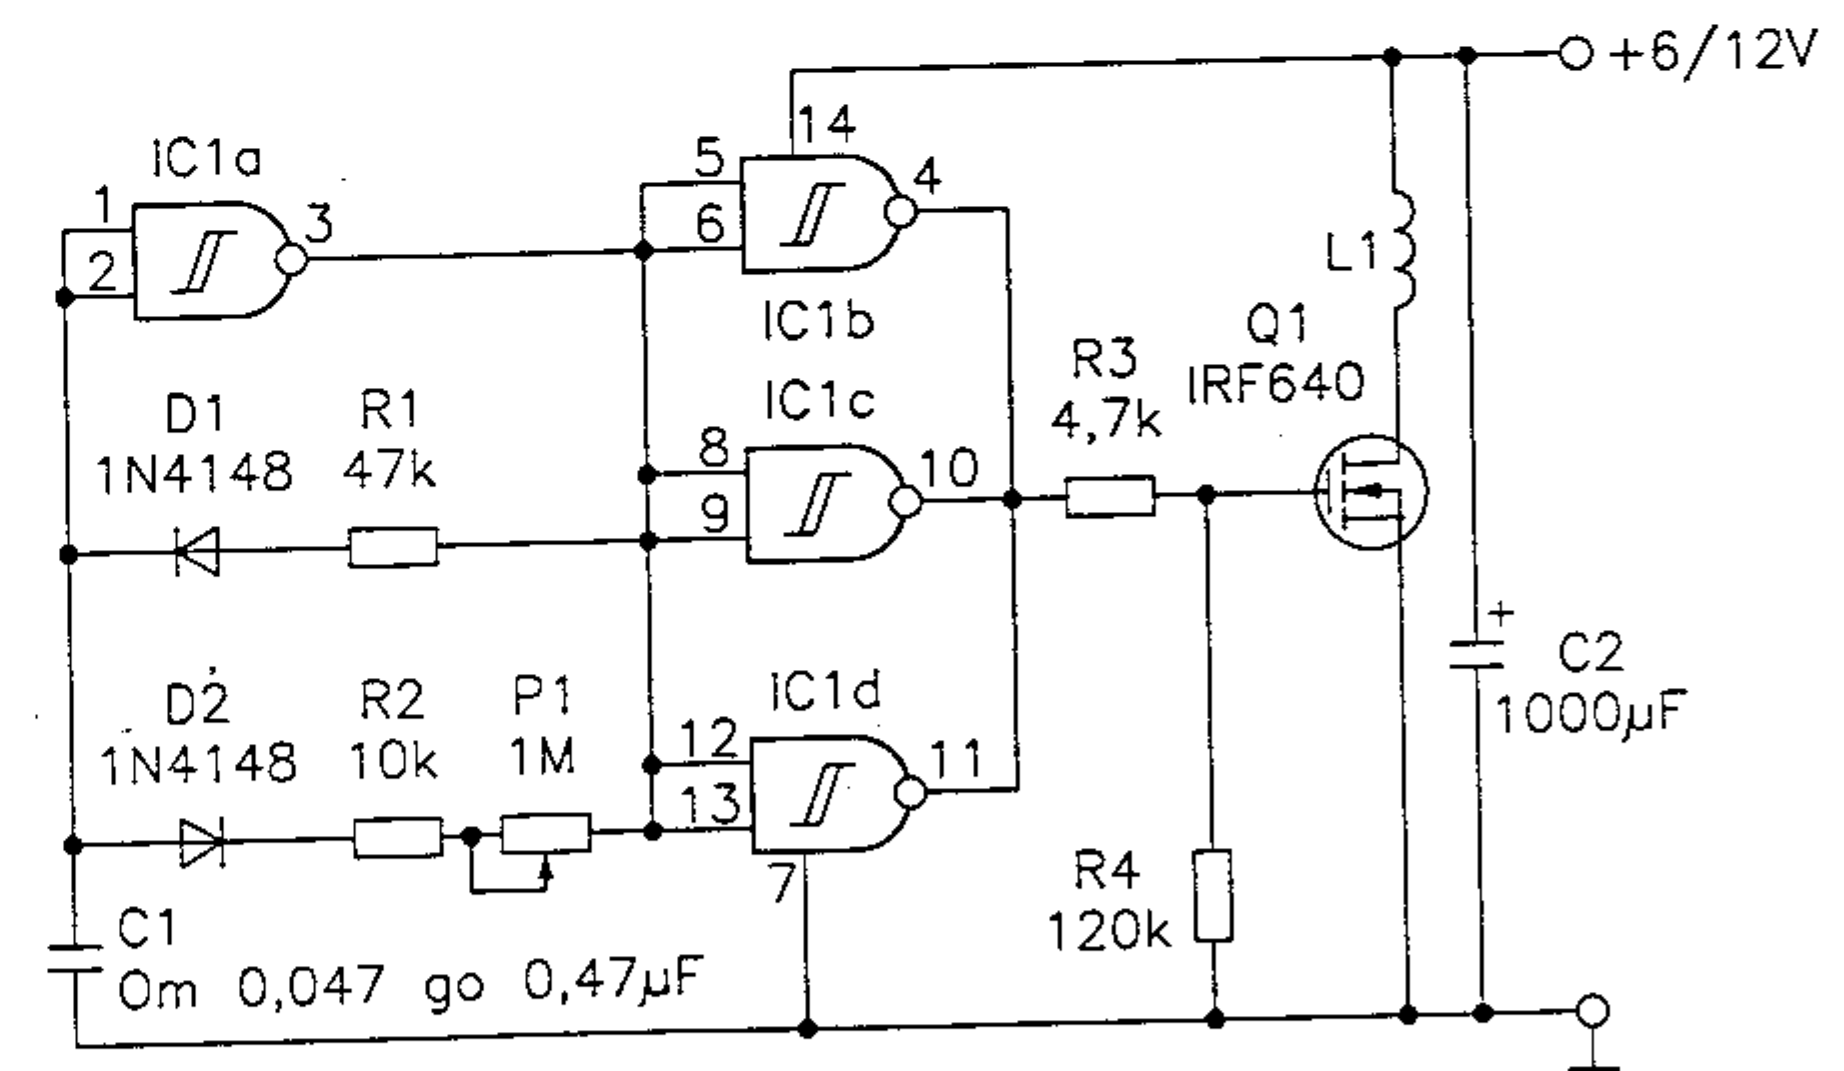 +6/12V
14
IC1a
5
4
1
3
6
2
L1
IC1b
Q1
R3
IRF640
IC1c
4,7k
D1
R1
1N4148
47k
8
10
9
C2
1000µF
D2
R2
P1
IC1d
1N4148
10k
1M
12
11
13
+
7
R4
120k
C1
Om 0,047 go 0,47µF